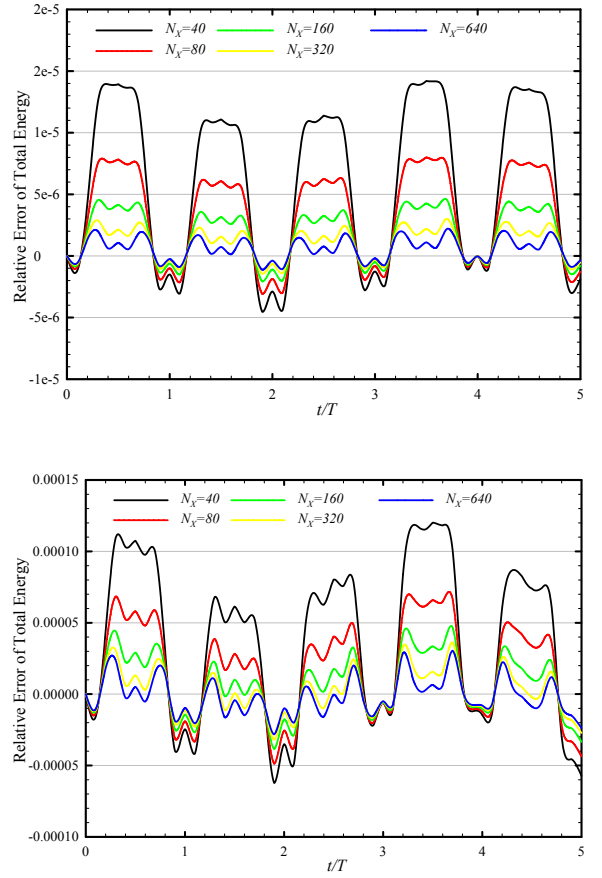 2e-5
N_X=40
N_X=160
N_X=640
N_X=80
N_X=320
2e-5
1e-5
5e-6
0
-5e-6
-1e-5
Relative Error of Total Energy
0
1
2
3
4
5
t/T
0.00015
N_X=40
N_X=160
N_X=640
N_X=80
N_X=320
0.00010
0.00005
0.00000
-0.00005
-0.00010
Relative Error of Total Energy
0
1
2
3
4
5
t/T